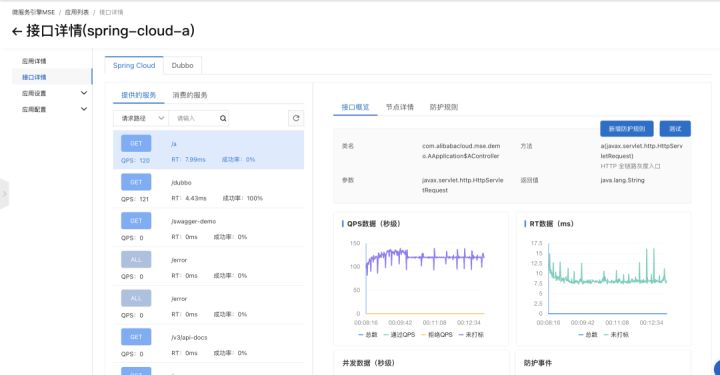 微服务引擎MSE / 应用列表 / 接口详情
← 接口详情(spring-cloud-a)
应用详情
接口详情
应用设置
应用配置
Spring Cloud Dubbo
提供的服务 消费的服务
请求路径 请输入
GET /a
QPS：120 RT：7.99ms 成功率：0%
GET /dubbo
QPS：121 RT：4.43ms 成功率：100%
GET /swagger-demo
QPS：0 RT：0ms 成功率：0%
ALL /error
QPS：0 RT：0ms 成功率：0%
ALL /error
QPS：0 RT：0ms 成功率：0%
GET /v3/api-docs
QPS：0 RT：0ms 成功率：0%
接口概览 节点详情 防护规则
新增防护规则 测试
类名 com.alibabacloud.mse.demo.AApplication$AController
方法 a(javax.servlet.http.HttpServletRequest)
HTTP 全链路灰度入口
参数 javax.servlet.http.HttpServletRequest
返回值 java.lang.String
QPS数据（秒级）
150
100
50
0
00:08:16 00:09:42 00:11:08 00:12:34
总数 通过QPS 拒绝QPS 未打标
RT数据（ms）
17.5
15
12.5
10
7.5
5
2.5
0
00:08:16 00:09:42 00:11:08 00:12:34
总数 未打标
并发数据（秒级）
防护事件